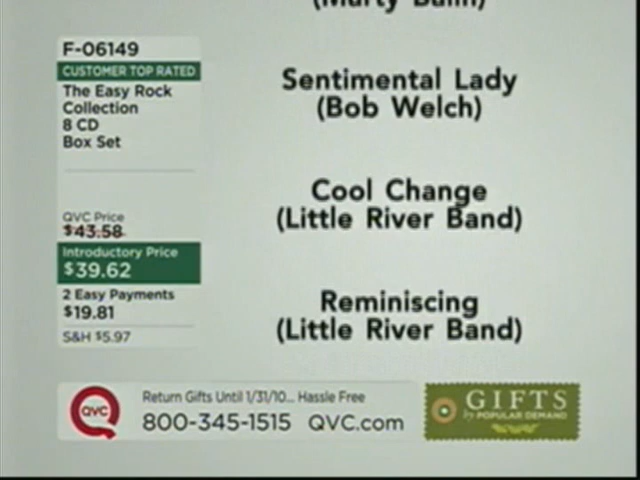 (Marty Balin)
F-06149
CUSTOMER TOP RATED
The Easy Rock
Collection
8 CD
Box Set
QVC Price
$43.58
Introductory Price
$39.62
2 Easy Payments
$19.81
S&H $5.97
Sentimental Lady
(Bob Welch)
Cool Change
(Little River Band)
Reminiscing
(Little River Band)
QVC
Return Gifts Until 1/31/10... Hassle Free
800-345-1515 QVC.com
GIFTS
by POPULAR DEMAND